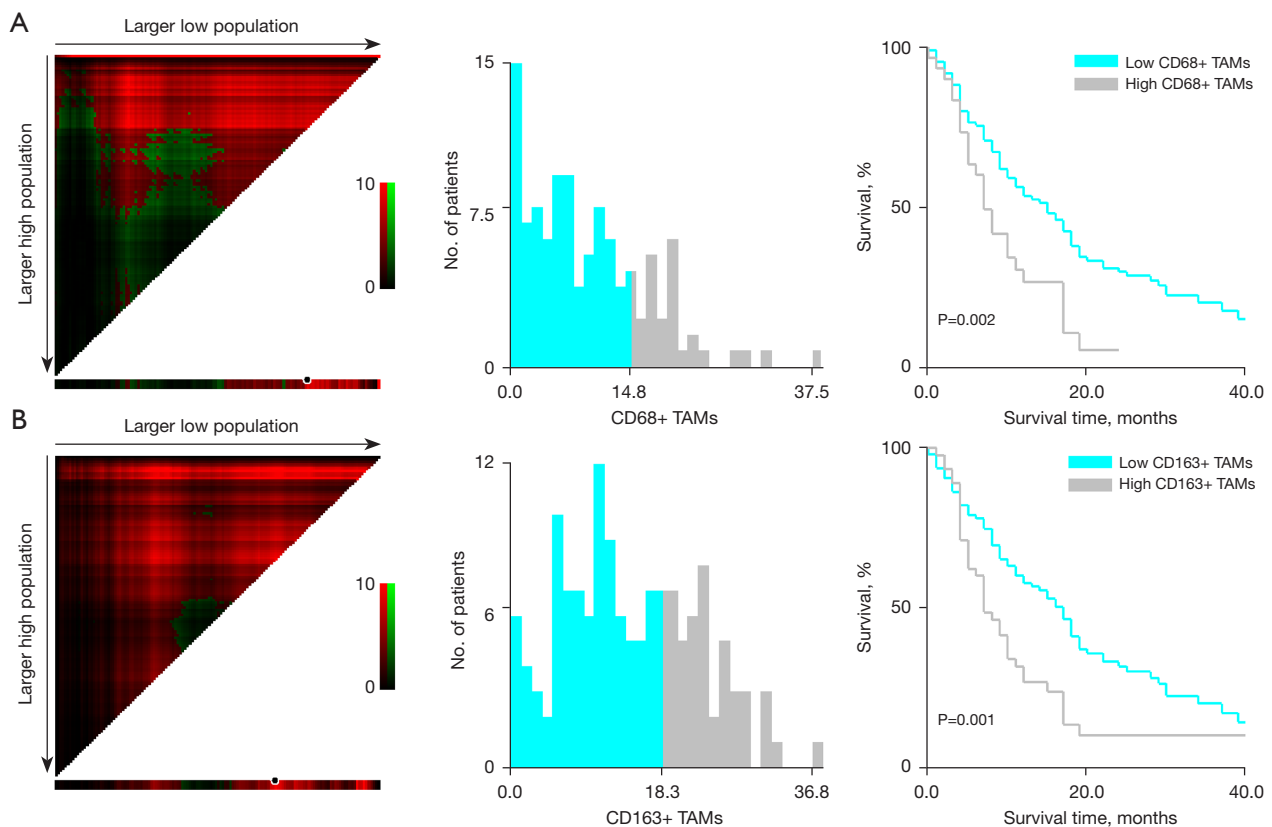 A
Larger low population
Larger high population
10
0
15
7.5
0
No. of patients
0.0
14.8
37.5
CD68+ TAMs
100
50
0
Survival, %
Low CD68+ TAMs
High CD68+ TAMs
P=0.002
0.0
20.0
40.0
Survival time, months
B
Larger low population
Larger high population
10
0
12
6
0
No. of patients
0.0
18.3
36.8
CD163+ TAMs
100
50
0
Survival, %
Low CD163+ TAMs
High CD163+ TAMs
P=0.001
0.0
20.0
40.0
Survival time, months